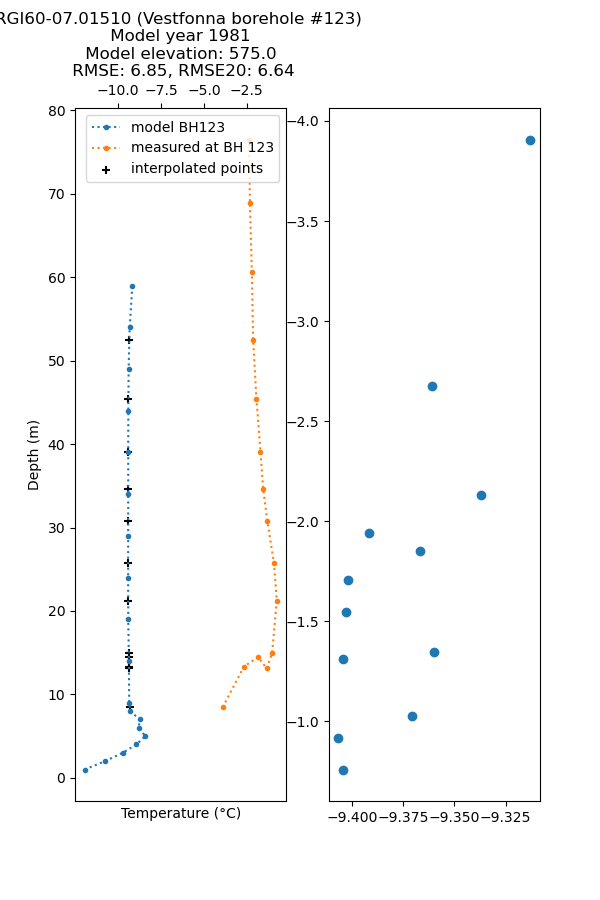 RGI60-07.01510 (Vestfonna borehole #123)
Model year 1981
Model elevation: 575.0
RMSE: 6.85, RMSE20: 6.64
−10.0 −7.5 −5.0 −2.5
model BH123
measured at BH 123
interpolated points
80
70
60
50
40
30
20
10
0
Depth (m)
Temperature (°C)
−4.0
−3.5
−3.0
−2.5
−2.0
−1.5
−1.0
−9.400 −9.375 −9.350 −9.325